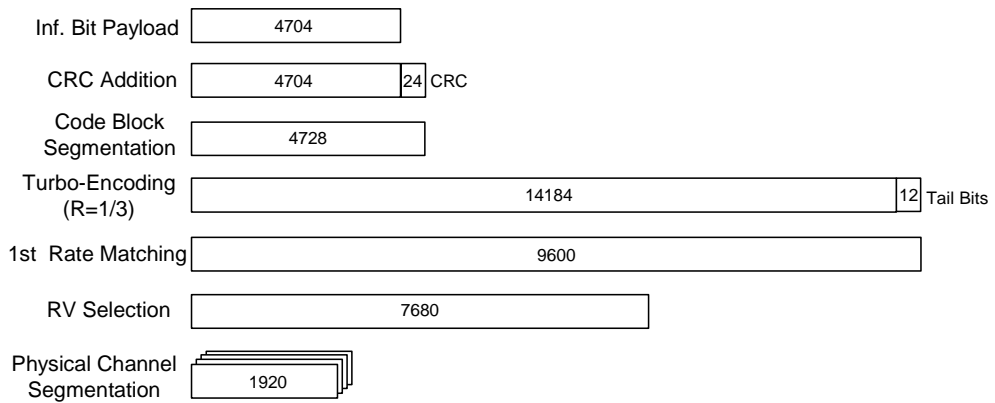 Inf. Bit Payload
4704
CRC Addition
4704
24
CRC
Code Block
Segmentation
4728
Turbo-Encoding
(R=1/3)
14184
12
Tail Bits
1st Rate Matching
9600
RV Selection
7680
Physical Channel
Segmentation
1920